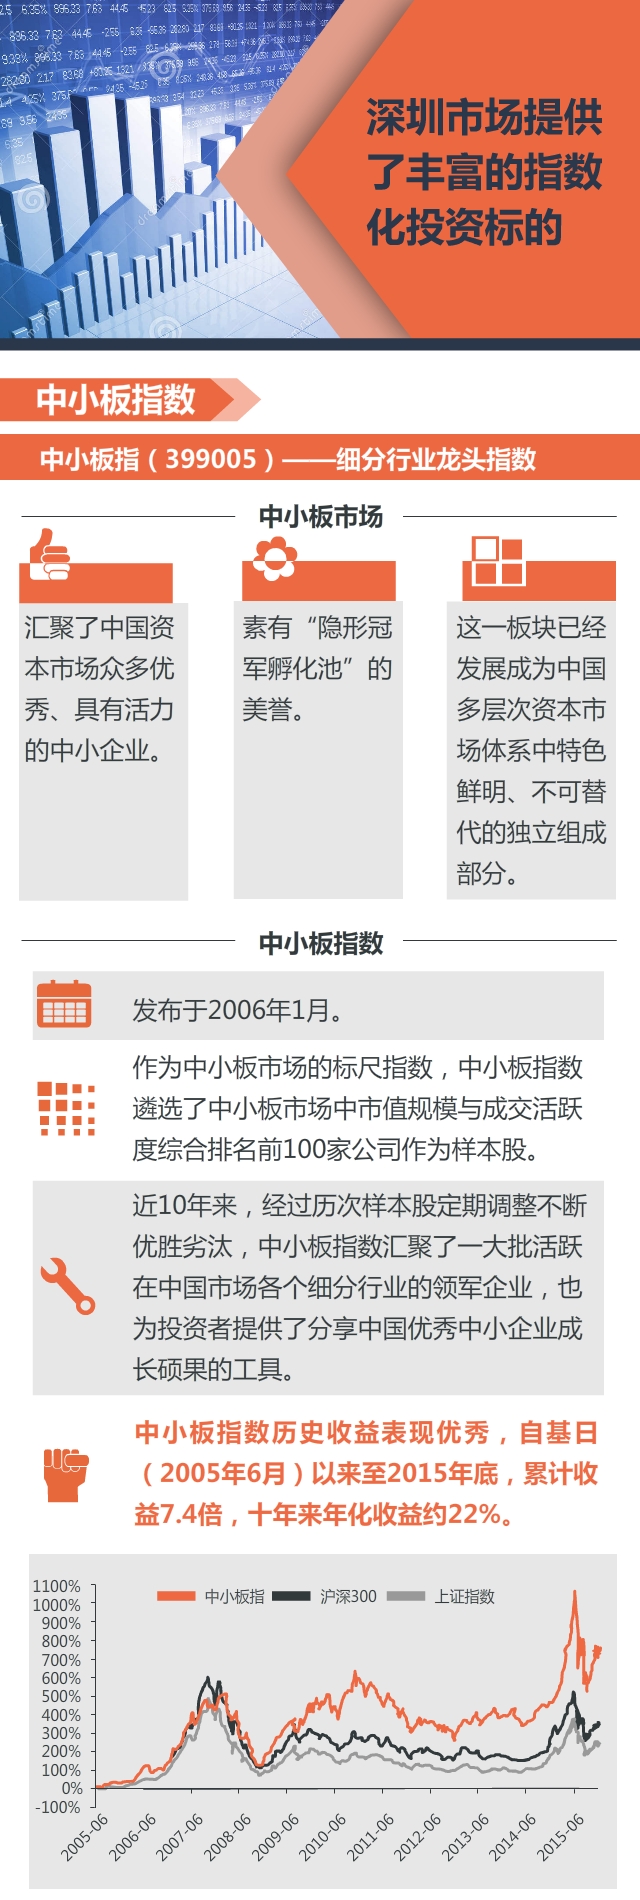 深圳市场提供
了丰富的指数
化投资标的
中小板指数
中小板指（399005）——细分行业龙头指数
中小板市场
汇聚了中国资
本市场众多优
秀、具有活力
的中小企业。
素有“隐形冠
军孵化池”的
美誉。
这一板块已经
发展成为中国
多层次资本市
场体系中特色
鲜明、不可替
代的独立组成
部分。
中小板指数
发布于2006年1月。
作为中小板市场的标尺指数，中小板指数
遴选了中小板市场中市值规模与成交活跃
度综合排名前100家公司作为样本股。
近10年来，经过历次样本股定期调整不断
优胜劣汰，中小板指数汇聚了一大批活跃
在中国市场各个细分行业的领军企业，也
为投资者提供了分享中国优秀中小企业成
长硕果的工具。
中小板指数历史收益表现优秀，自基日
（2005年6月）以来至2015年底，累计收
益7.4倍，十年来年化收益约22%。
中小板指 沪深300 上证指数
1100%
1000%
900%
800%
700%
600%
500%
400%
300%
200%
100%
0%
-100%
2005-06 2006-06 2007-06 2008-06 2009-06 2010-06 2011-06 2012-06 2013-06 2014-06 2015-06